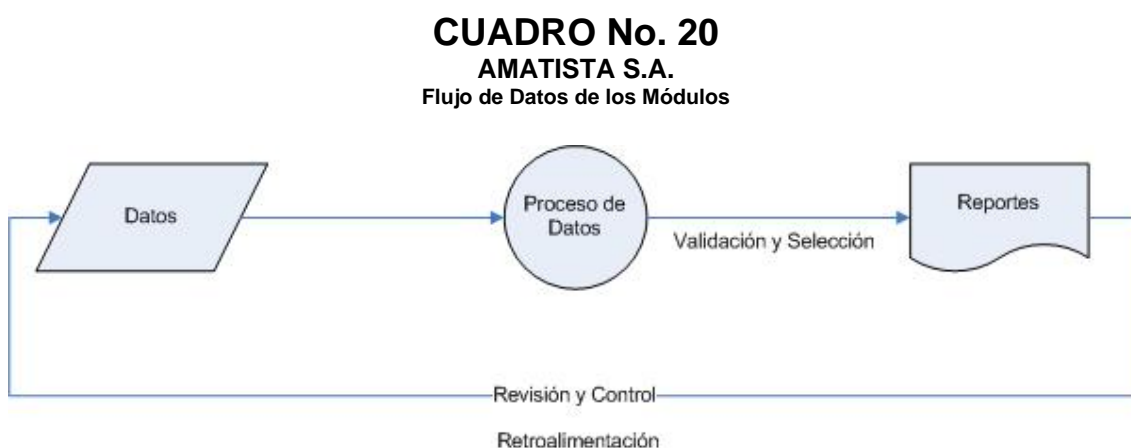 CUADRO No. 20
AMATISTA S.A.
Flujo de Datos de los Módulos
Datos
Proceso de
Datos
Validación y Selección
Reportes
Revisión y Control
Retroalimentación